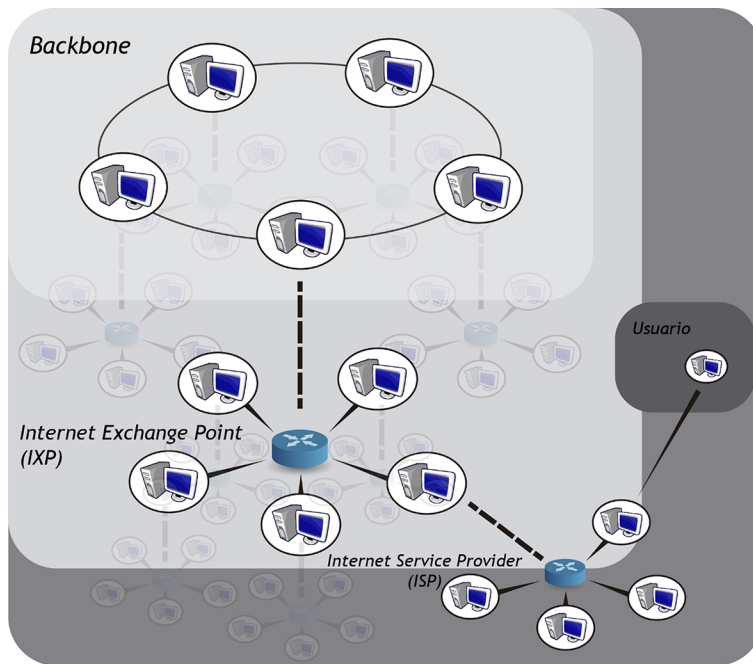 Backbone
Usuario
Internet Exchange Point
(IXP)
Internet Service Provider
(ISP)